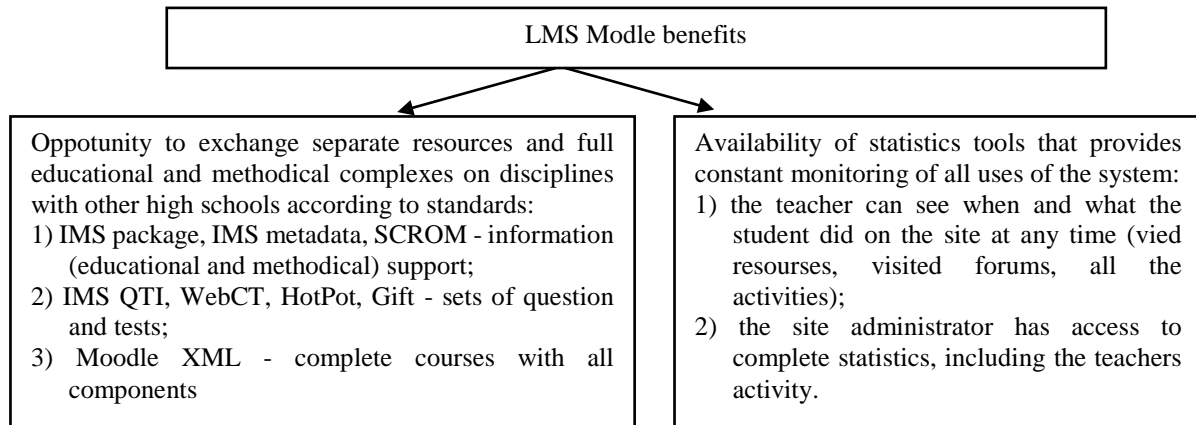 LMS Modle benefits
Oppotunity to exchange separate resources and full
educational and methodical complexes on disciplines
with other high schools according to standards:
1) IMS package, IMS metadata, SCROM - information
(educational and methodical) support;
2) IMS QTI, WebCT, HotPot, Gift - sets of question
and tests;
3) Moodle XML - complete courses with all
components
Availability of statistics tools that provides
constant monitoring of all uses of the system:
1) the teacher can see when and what the
student did on the site at any time (vied
resourses, visited forums, all the
activities);
2) the site administrator has access to
complete statistics, including the teachers
activity.